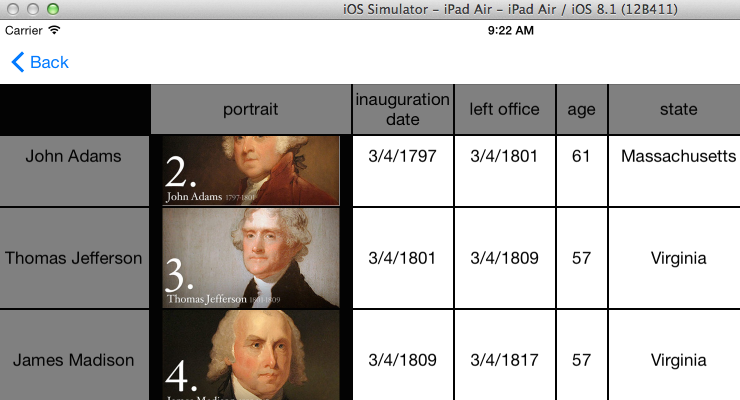 iOS Simulator – iPad Air – iPad Air / iOS 8.1 (12B411)
Carrier 9:22 AM
Back
portrait inauguration date left office age state
John Adams 2. John Adams 1797-1801 3/4/1797 3/4/1801 61 Massachusetts
Thomas Jefferson 3. Thomas Jefferson 1801-1809 3/4/1801 3/4/1809 57 Virginia
James Madison 4. James Madison 3/4/1809 3/4/1817 57 Virginia